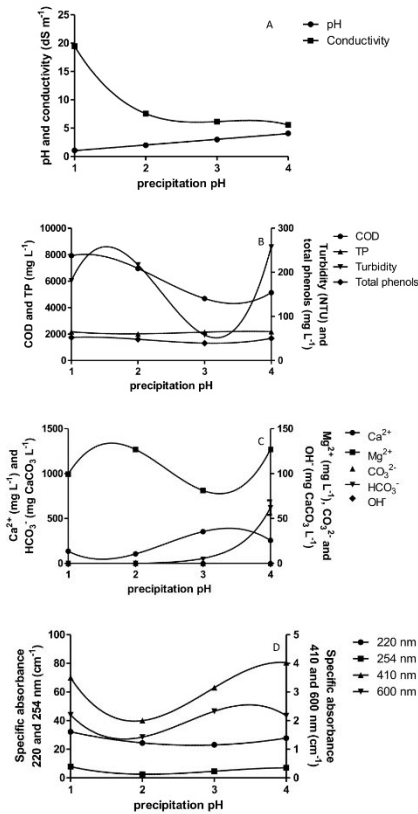 A
pH
Conductivity
pH and conductivity (dS m⁻¹)
25
20
15
10
5
0
1 2 3 4
precipitation pH
B
COD
TP
Turbidity
Total phenols
COD and TP (mg L⁻¹)
10000
8000
6000
4000
2000
0
Turbidity (NTU) and
total phenols (mg L⁻¹)
300
200
100
0
1 2 3 4
precipitation pH
C
Ca²⁺
Mg²⁺
CO₃²⁻
HCO₃⁻
OH⁻
Ca²⁺ (mg L⁻¹) and
HCO₃⁻ (mg CaCO₃ L⁻¹)
1500
1000
500
0
Mg²⁺ (mg L⁻¹), CO₃²⁻ and
OH⁻ (mg CaCO₃ L⁻¹)
150
100
50
0
1 2 3 4
precipitation pH
D
220 nm
254 nm
410 nm
600 nm
Specific absorbance
220 and 254 nm (cm⁻¹)
100
80
60
40
20
0
Specific absorbance
410 and 600 nm (cm⁻¹)
5
4
3
2
1
0
1 2 3 4
precipitation pH